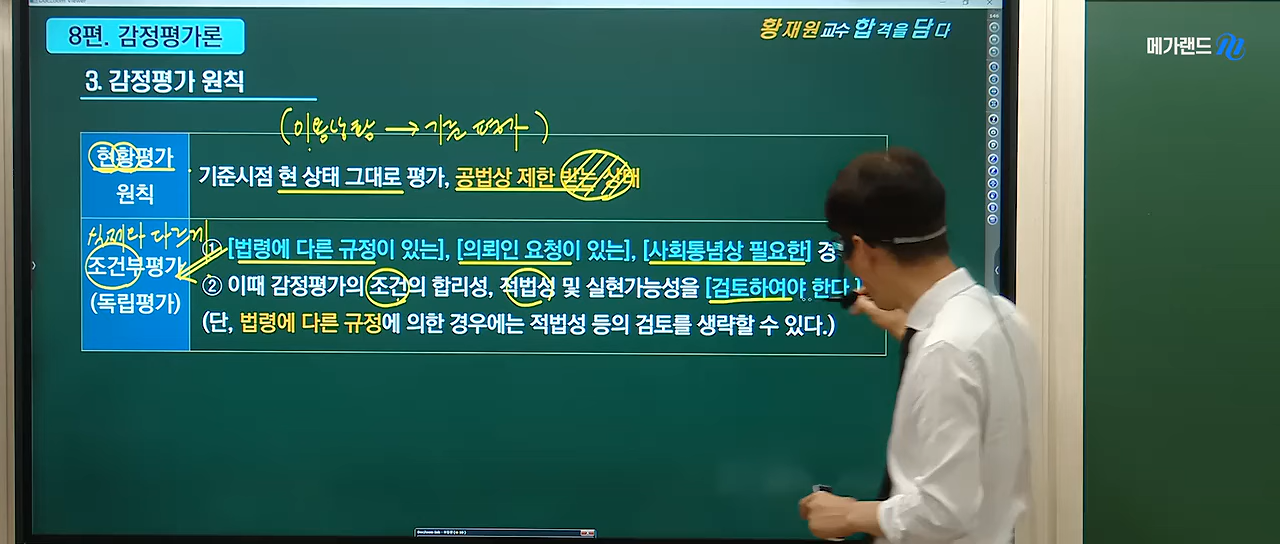 8편. 감정평가론
황재원 교수 합격을 담다
메가랜드
3. 감정평가 원칙
(이용상황 → 기준 평가)
현황평가
원칙
기준시점 현 상태 그대로 평가, 공법상 제한 받는 상태
실제와 다르게
조건부평가
(독립평가)
① [법령에 다른 규정이 있는], [의뢰인 요청이 있는], [사회통념상 필요한] 경
② 이때 감정평가의 조건의 합리성, 적법성 및 실현가능성을 [검토하여야 한다.]
(단, 법령에 다른 규정에 의한 경우에는 적법성 등의 검토를 생략할 수 있다.)